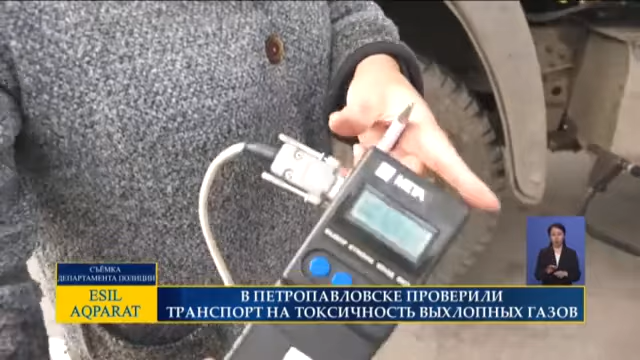 МЕТА
СЪЁМКА
ДЕПАРТАМЕНТА ПОЛИЦИИ
ESIL
AQPARAT
В ПЕТРОПАВЛОВСКЕ ПРОВЕРИЛИ
ТРАНСПОРТ НА ТОКСИЧНОСТЬ ВЫХЛОПНЫХ ГАЗОВ